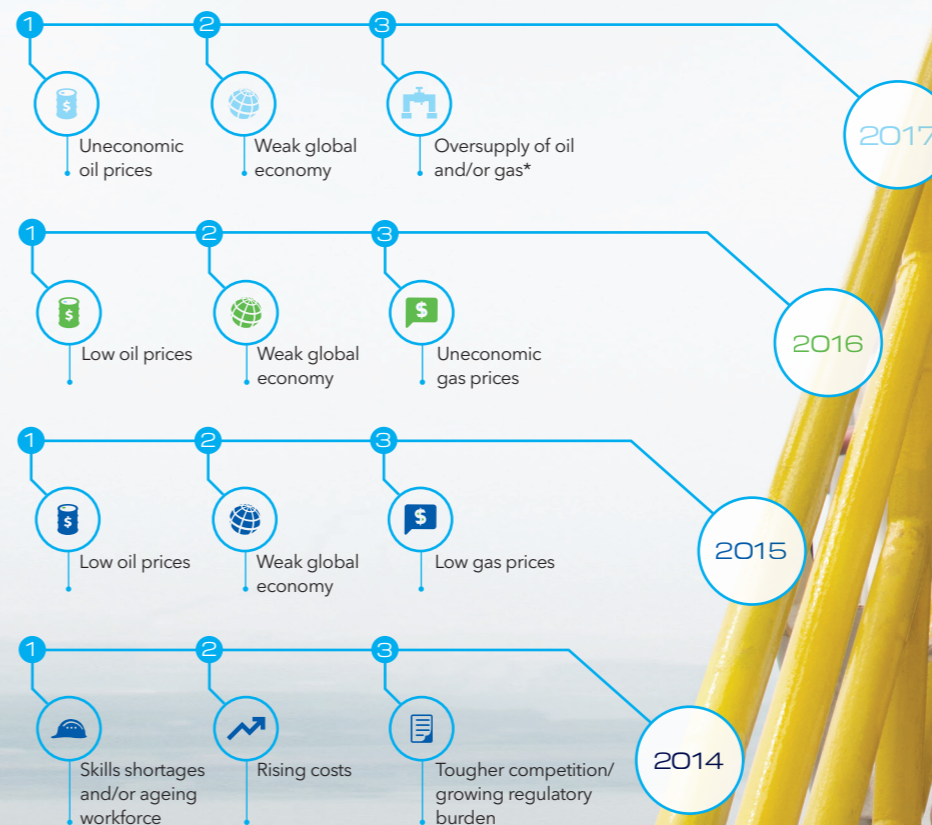 1 2 3
Uneconomic
oil prices
Weak global
economy
Oversupply of oil
and/or gas*
2017
1 2 3
Low oil prices
Weak global
economy
Uneconomic
gas prices
2016
1 2 3
Low oil prices
Weak global
economy
Low gas prices
2015
1 2 3
Skills shortages
and/or ageing
workforce
Rising costs
Tougher competition/
growing regulatory
burden
2014